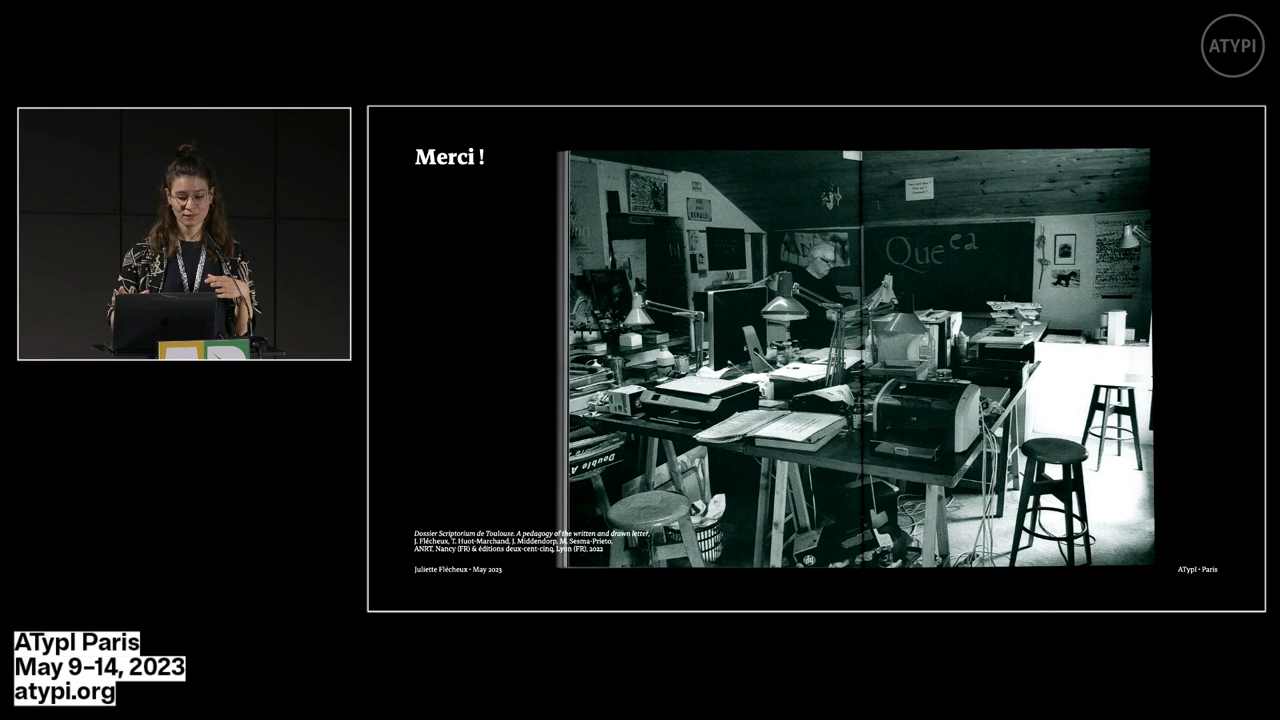 ATYPI
Merci !
Que ea
Double A
Dossier Scriptorium de Toulouse. A pedagogy of the written and drawn letter,
J. Flécheux, T. Huot-Marchand, J. Middendorp, M. Sesma-Prieto,
ANRT, Nancy (FR) & éditions deux-cent-cinq, Lyon (FR), 2022
Juliette Flécheux • May 2023
ATypI • Paris
ATypI Paris
May 9–14, 2023
atypi.org